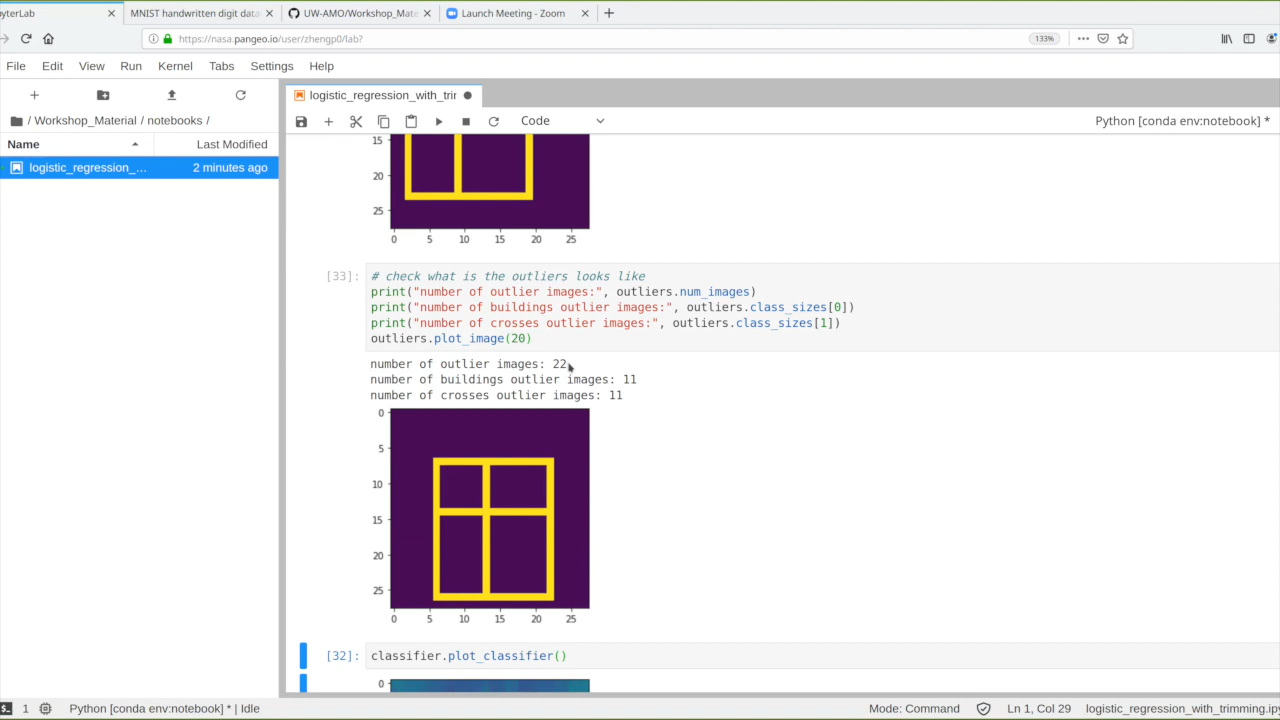 yterLab
MNIST handwritten digit data
UW-AMO/Workshop_Mate
Launch Meeting - Zoom
https://nasa.pangeo.io/user/zhengp0/lab?
133%
File Edit View Run Kernel Tabs Settings Help
logistic_regression_with_trir
/ Workshop_Material / notebooks /
Code
Python [conda env:notebook] *
Name
Last Modified
logistic_regression_...
2 minutes ago
15
20
25
0 5 10 15 20 25
[33]:
# check what is the outliers looks like
print("number of outlier images:", outliers.num_images)
print("number of buildings outlier images:", outliers.class_sizes[0])
print("number of crosses outlier images:", outliers.class_sizes[1])
outliers.plot_image(20)
number of outlier images: 22
number of buildings outlier images: 11
number of crosses outlier images: 11
0
5
10
15
20
25
0 5 10 15 20 25
[32]: classifier.plot_classifier()
0
1
Python [conda env:notebook] * | Idle
Mode: Command
Ln 1, Col 29
logistic_regression_with_trimming.ip